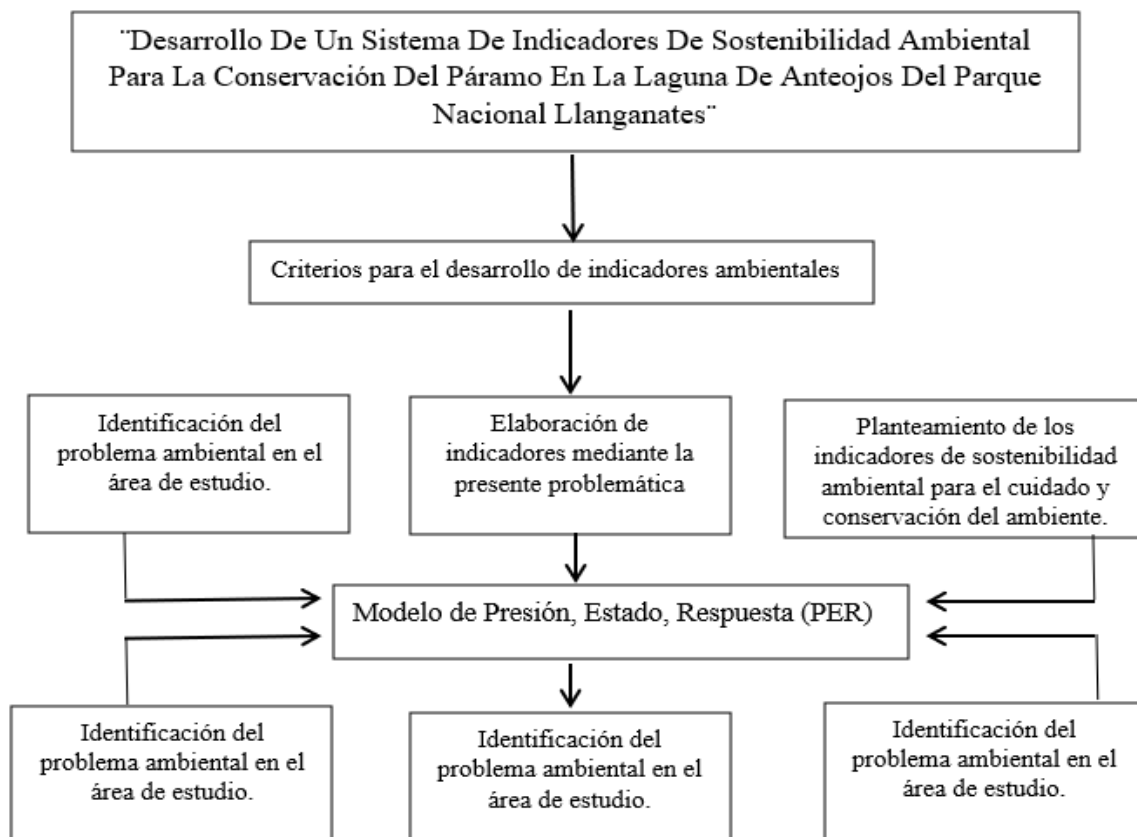 ¨Desarrollo De Un Sistema De Indicadores De Sostenibilidad Ambiental
Para La Conservación Del Páramo En La Laguna De Anteojos Del Parque
Nacional Llanganates¨
Criterios para el desarrollo de indicadores ambientales
Identificación del
problema ambiental en el
área de estudio.
Elaboración de
indicadores mediante la
presente problemática
Planteamiento de los
indicadores de sostenibilidad
ambiental para el cuidado y
conservación del ambiente.
Modelo de Presión, Estado, Respuesta (PER)
Identificación del
problema ambiental en el
área de estudio.
Identificación del
problema ambiental en el
área de estudio.
Identificación del
problema ambiental en el
área de estudio.